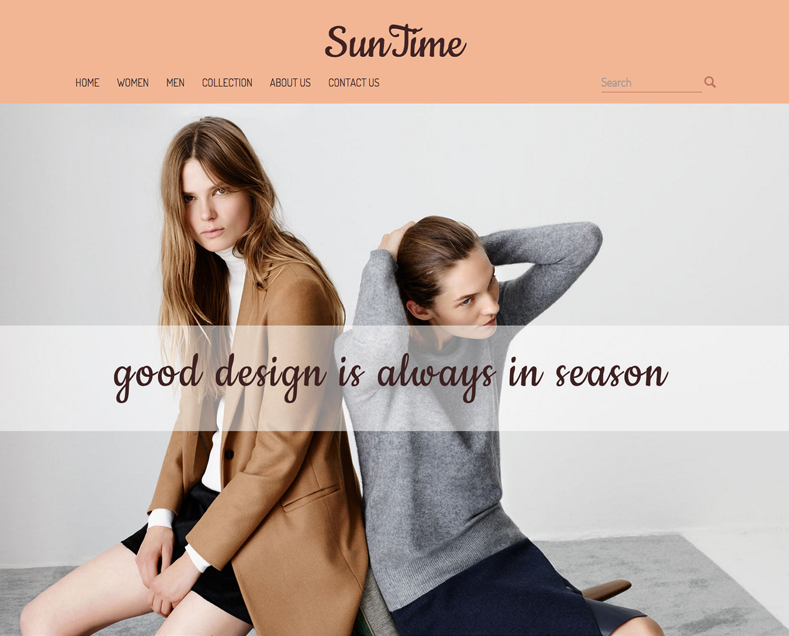 SunTime
HOME WOMEN MEN COLLECTION ABOUT US CONTACT US Search
good design is always in season